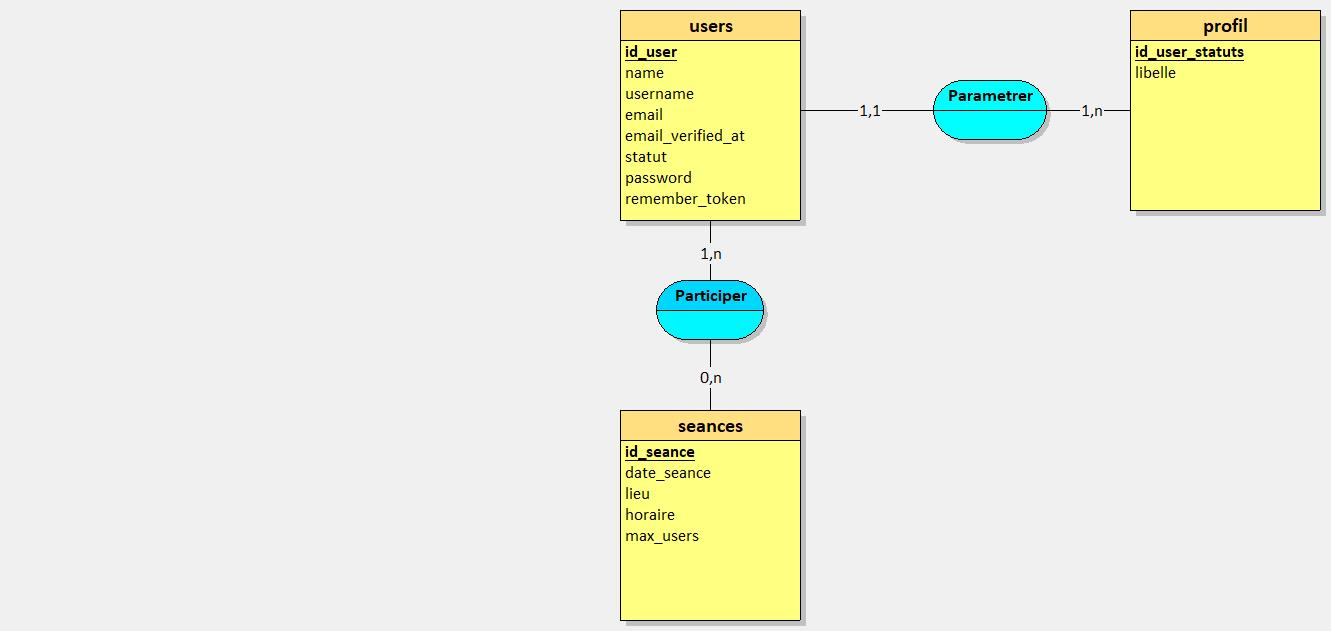 users
id_user
name
username
email
email_verified_at
statut
password
remember_token
1,1
Parametrer
1,n
profil
id_user_statuts
libelle
1,n
Participer
0,n
seances
id_seance
date_seance
lieu
horaire
max_users